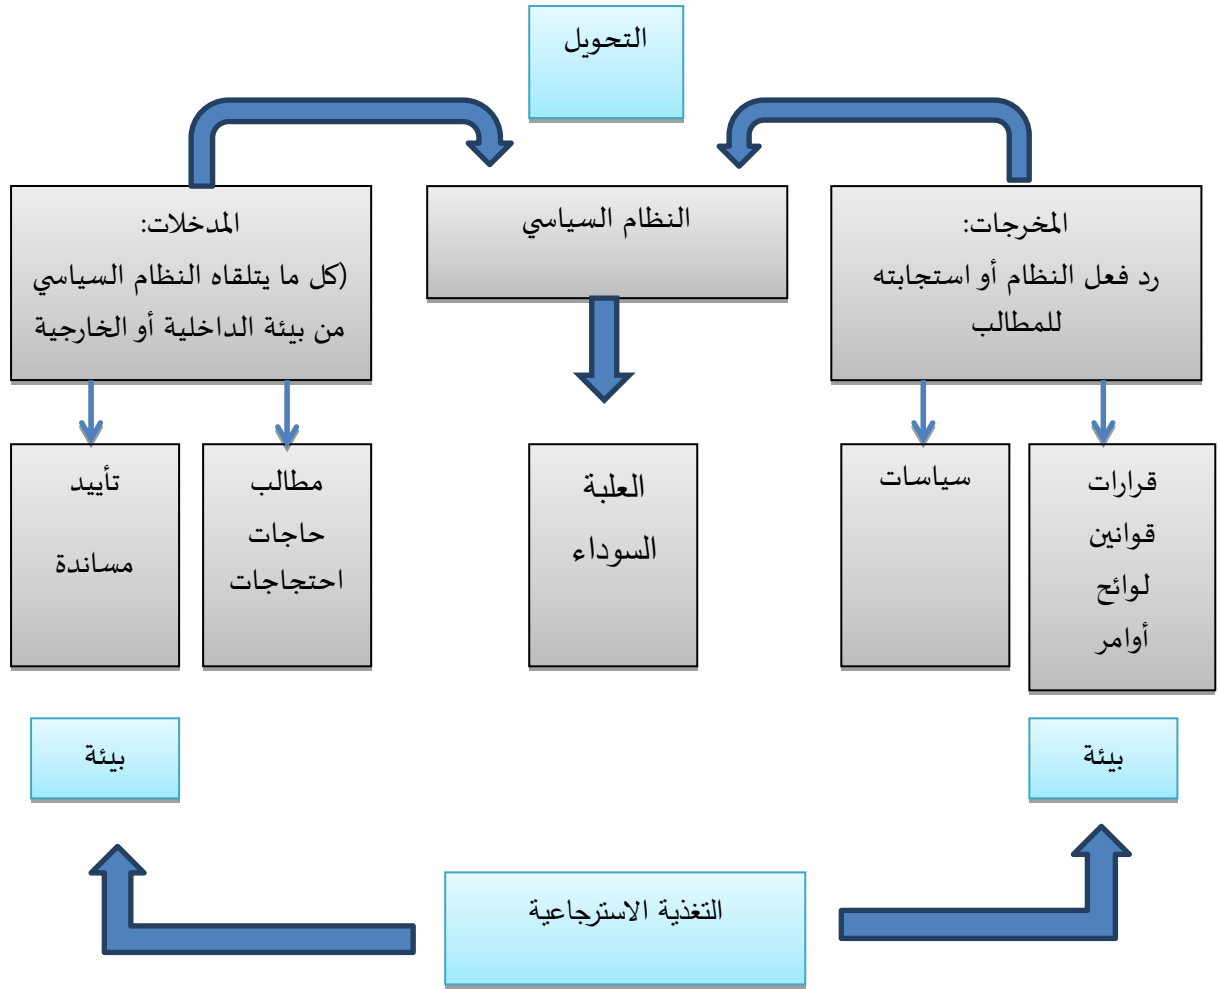 التحويل
المخرجات:
رد فعل النظام أو استجابته
للمطالب
النظام السياسي
المدخلات:
(كل ما يتلقاه النظام السياسي
من بيئة الداخلية أو الخارجية
قرارات
قوانين
لوائح
أوامر
سياسات
العلبة
السوداء
مطالب
حاجات
احتجاجات
تأييد
مساندة
بيئة
بيئة
التغذية الاسترجاعية